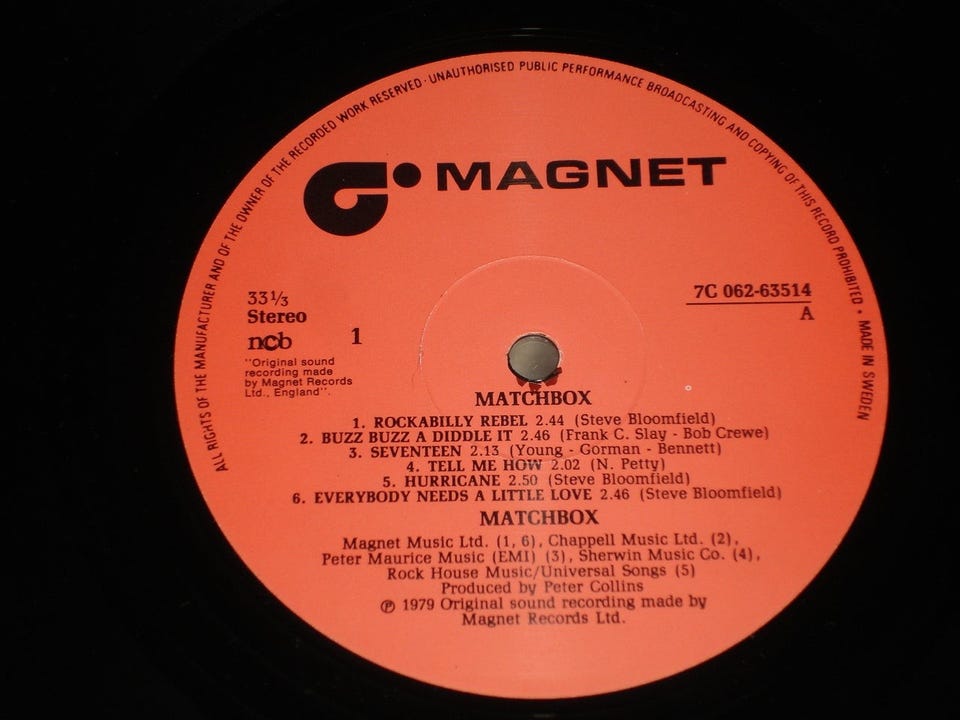 ALL RIGHTS OF THE MANUFACTURER AND OF THE OWNER OF THE RECORDED WORK RESERVED · UNAUTHORISED PUBLIC PERFORMANCE BROADCASTING AND COPYING OF THIS RECORD PROHIBITED • MADE IN SWEDEN
MAGNET
33⅓
Stereo
ncb
1
7C 062-63514
A
"Original sound
recording made
by Magnet Records
Ltd., England".
MATCHBOX
1. ROCKABILLY REBEL 2.44 (Steve Bloomfield)
2. BUZZ BUZZ A DIDDLE IT 2.46 (Frank C. Slay - Bob Crewe)
3. SEVENTEEN 2.13 (Young - Gorman - Bennett)
4. TELL ME HOW 2.02 (N. Petty)
5. HURRICANE 2.50 (Steve Bloomfield)
6. EVERYBODY NEEDS A LITTLE LOVE 2.46 (Steve Bloomfield)
MATCHBOX
Magnet Music Ltd. (1, 6), Chappell Music Ltd. (2),
Peter Maurice Music (EMI) (3), Sherwin Music Co. (4),
Rock House Music/Universal Songs (5)
Produced by Peter Collins
℗ 1979 Original sound recording made by
Magnet Records Ltd.